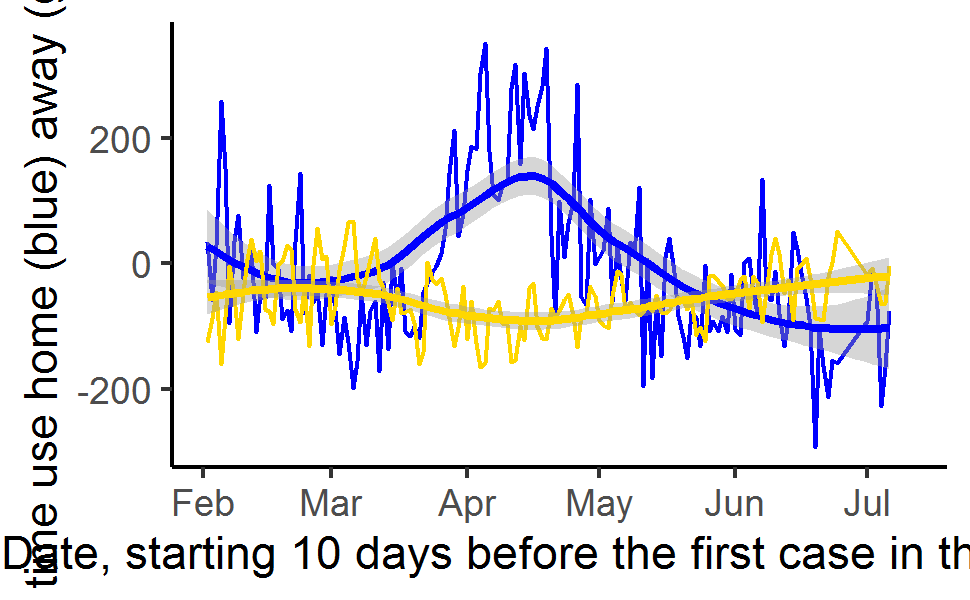 time use home (blue) away (g
200
0
-200
Feb Mar Apr May Jun Jul
Date, starting 10 days before the first case in th